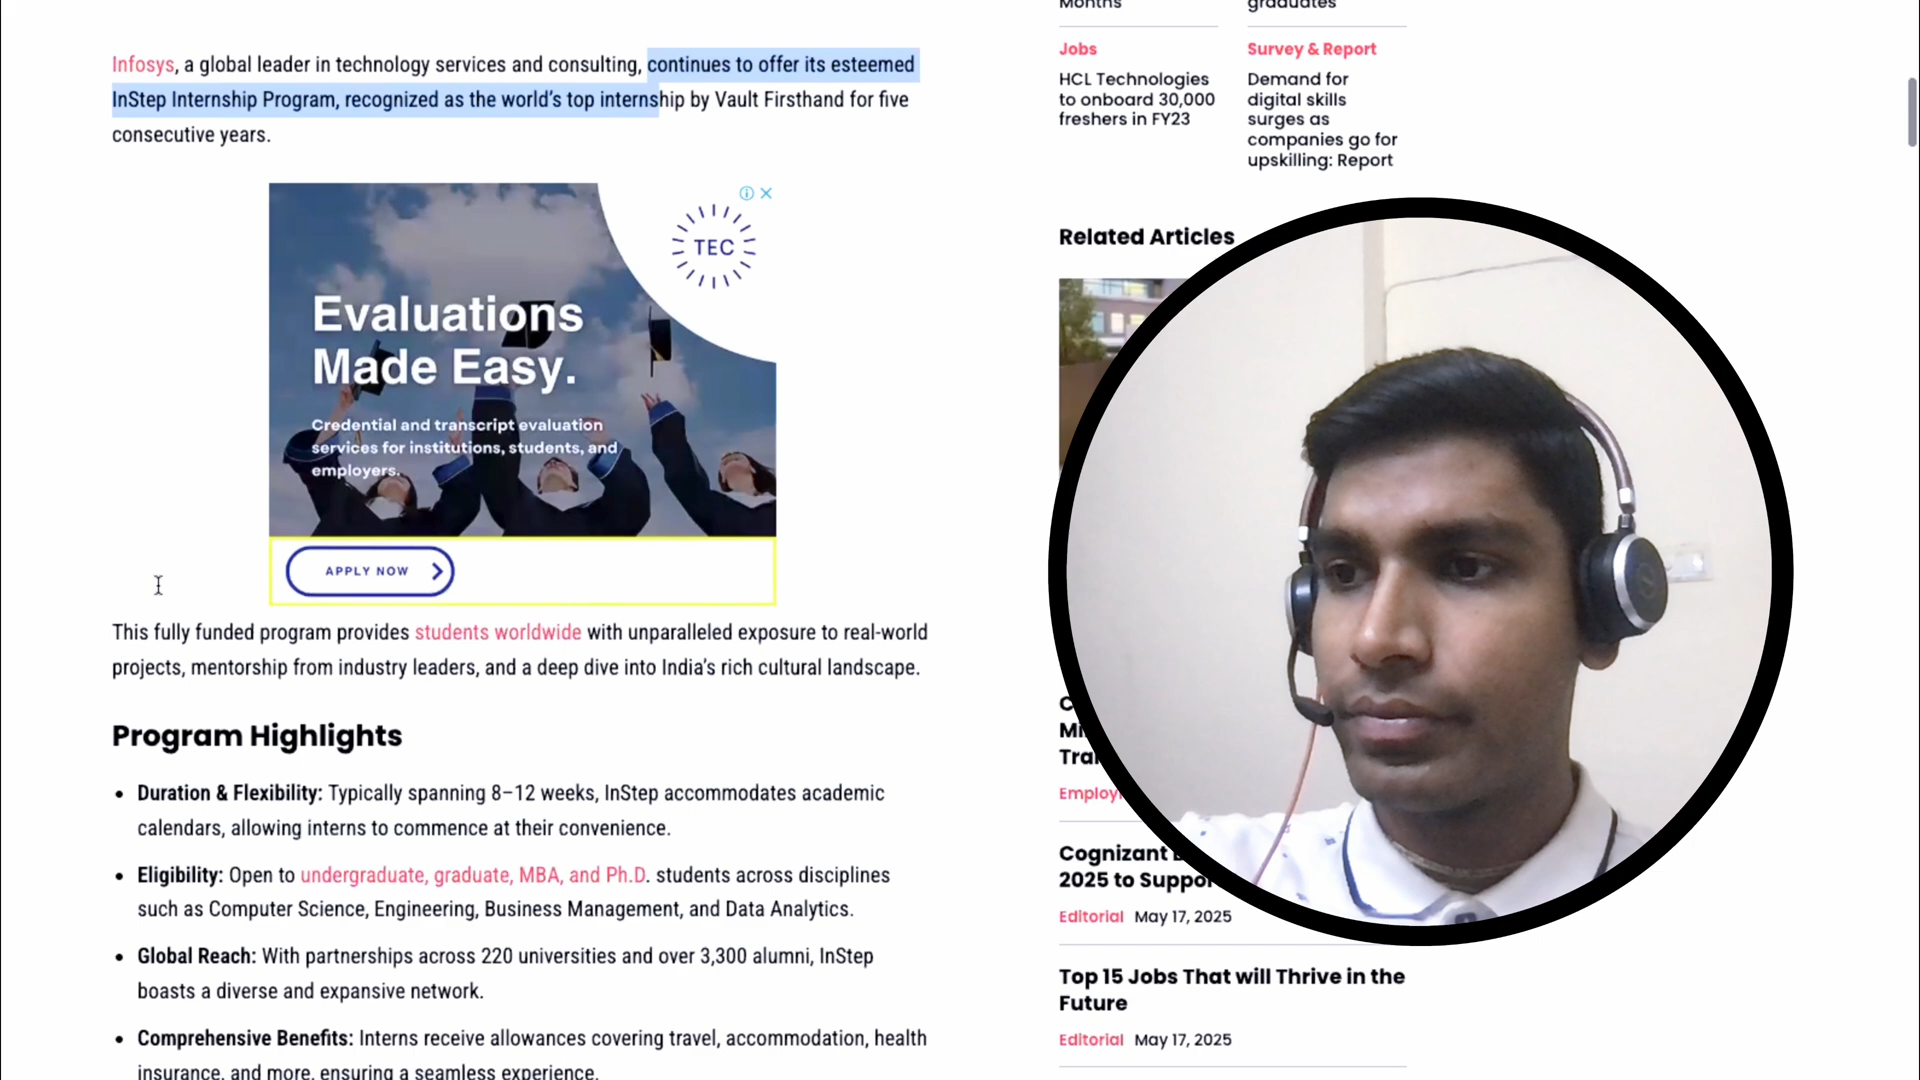 Infosys, a global leader in technology services and consulting, continues to offer its esteemed
InStep Internship Program, recognized as the world's top internship by Vault Firsthand for five
consecutive years.
TEC
Evaluations
Made Easy.
Credential and transcript evaluation
services for institutions, students, and
employers.
APPLY NOW
This fully funded program provides students worldwide with unparalleled exposure to real-world
projects, mentorship from industry leaders, and a deep dive into India's rich cultural landscape.
Program Highlights
• Duration & Flexibility: Typically spanning 8–12 weeks, InStep accommodates academic
calendars, allowing interns to commence at their convenience.
• Eligibility: Open to undergraduate, graduate, MBA, and Ph.D. students across disciplines
such as Computer Science, Engineering, Business Management, and Data Analytics.
• Global Reach: With partnerships across 220 universities and over 3,300 alumni, InStep
boasts a diverse and expansive network.
• Comprehensive Benefits: Interns receive allowances covering travel, accommodation, health
insurance, and more, ensuring a seamless experience.
Months
Jobs
HCL Technologies
to onboard 30,000
freshers in FY23
graduates
Survey & Report
Demand for
digital skills
surges as
companies go for
upskilling: Report
Related Articles
Cognizant
2025 to
Editorial May 17, 2025
Top 15 Jobs That will Thrive in the
Future
Editorial May 17, 2025